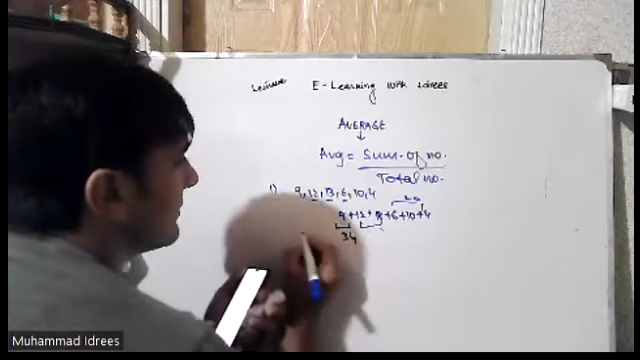 Lecture E-Learning with Idrees
AVERAGE
Avg = Sum of no.
Total no.
1) 9, 12, 13, 6, 10, 4
20
9+12+13+6+10+4
34
Muhammad Idrees